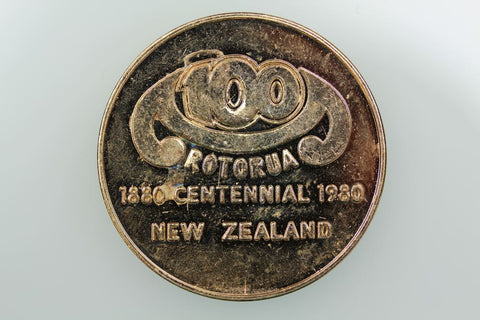 100
ROTORUA
1880 CENTENNIAL 1980
NEW ZEALAND